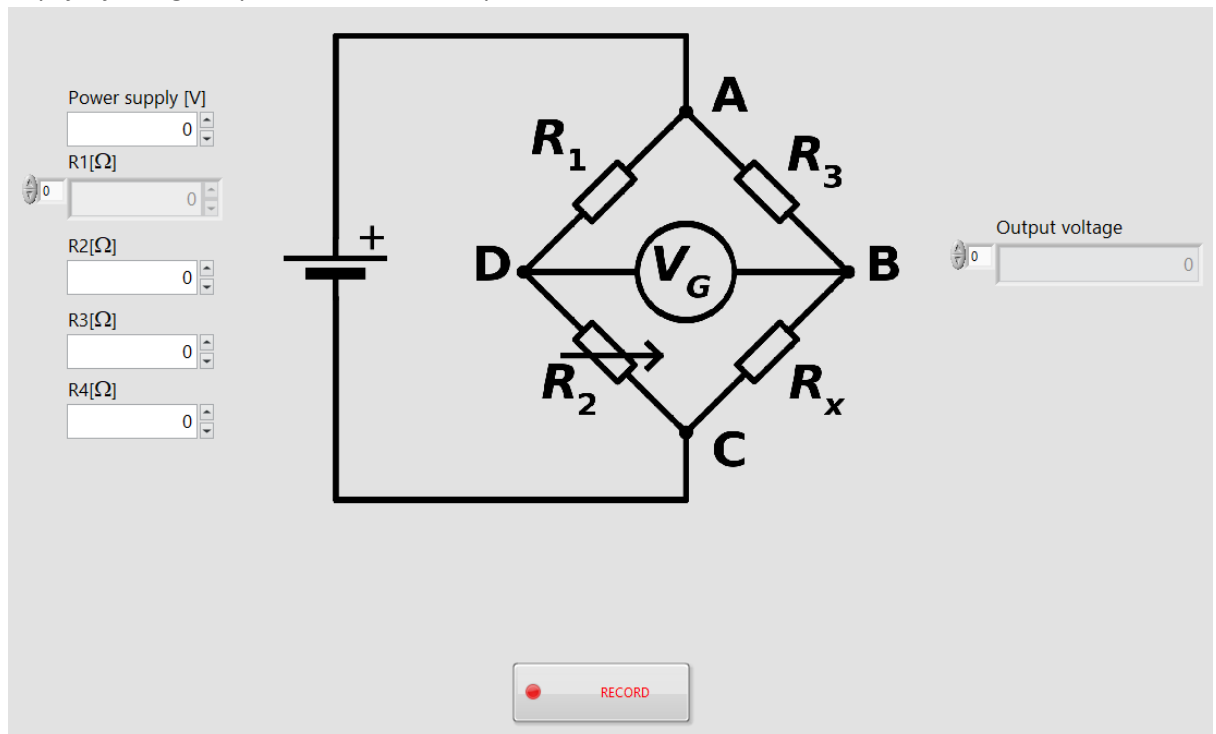 Power supply [V]
0
R1[Ω]
0
0
R2[Ω]
0
R3[Ω]
0
R4[Ω]
0
+
A
R1
R3
D
VG
B
R2
Rx
C
Output voltage
0
0
RECORD